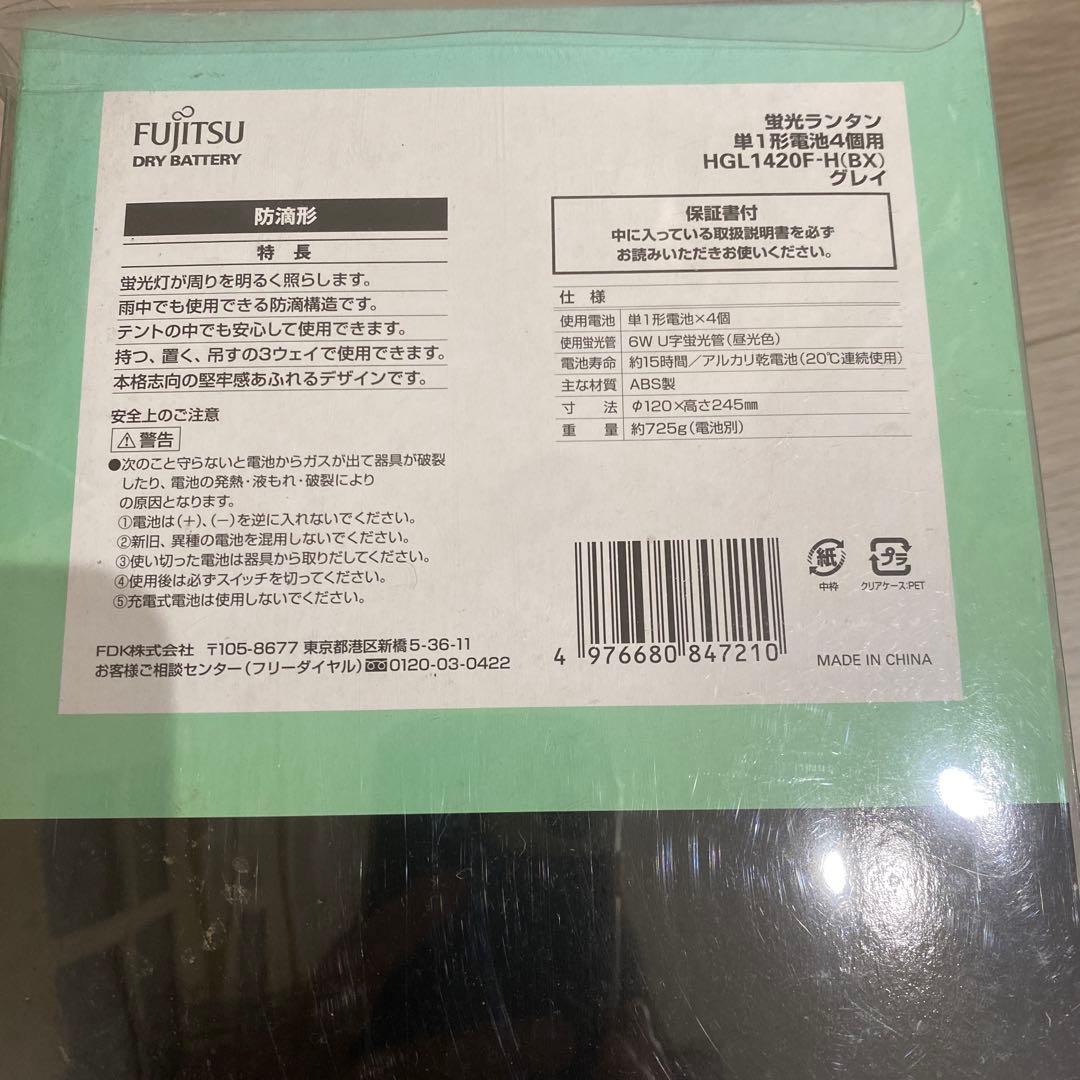 FUJITSU
DRY BATTERY
蛍光ランタン
単1形電池4個用
HGL1420F-H(BX)
グレイ
防滴形
特 長
蛍光灯が周りを明るく照らします。
雨中でも使用できる防滴構造です。
テントの中でも安心して使用できます。
持つ、置く、吊すの3ウェイで使用できます。
本格志向の堅牢感あふれるデザインです。
安全上のご注意
警告
●次のこと守らないと電池からガスが出て器具が破裂
したり、電池の発熱・液もれ・破裂により
の原因となります。
①電池は(+)、(-)を逆に入れないでください。
②新旧、異種の電池を混用しないでください。
③使い切った電池は器具から取りだしてください。
④使用後は必ずスイッチを切ってください。
⑤充電式電池は使用しないでください。
保証書付
中に入っている取扱説明書を必ず
お読みいただきお使いください。
仕 様
使用電池 単1形電池×4個
使用蛍光管 6W U字蛍光管(昼光色)
電池寿命 約15時間/アルカリ乾電池(20℃連続使用)
主な材質 ABS製
寸 法 φ120×高さ245㎜
重 量 約725g(電池別)
紙
中枠
プラ
クリアケース:PET
4 976680 847210
MADE IN CHINA
FDK株式会社 〒105-8677 東京都港区新橋5-36-11
お客様ご相談センター(フリーダイヤル)0120-03-0422